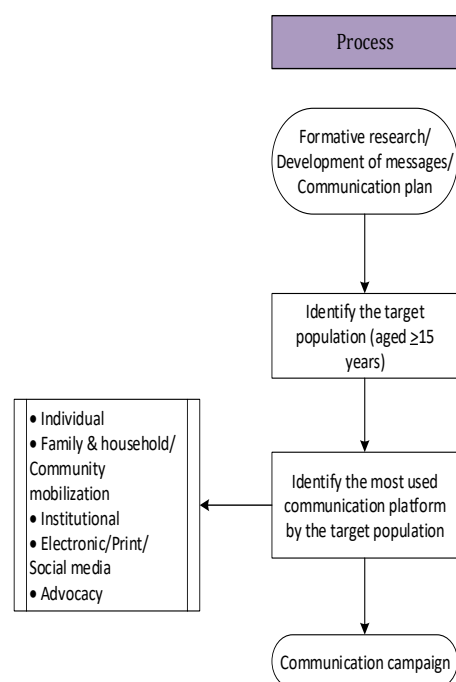 Process
Formative research/
Development of messages/
Communication plan
Identify the target
population (aged ≥15
years)
• Individual
• Family & household/
Community
mobilization
• Institutional
• Electronic/Print/
Social media
• Advocacy
Identify the most used
communication platform
by the target population
Communication campaign